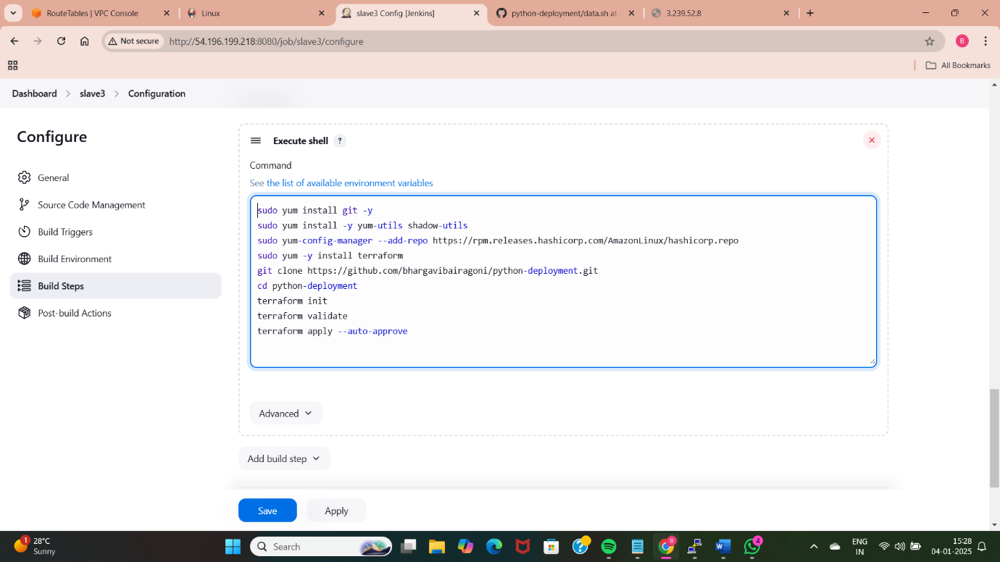 RouteTables | VPC Console
Linux
slave3 Config [Jenkins]
python-deployment/data.sh at
3.239.52.8
Not secure
http://54.196.199.218:8080/job/slave3/configure
B
All Bookmarks
Dashboard
slave3
Configuration
Configure
General
Source Code Management
Build Triggers
Build Environment
Build Steps
Post-build Actions
Execute shell ?
Command
See the list of available environment variables
sudo yum install git -y
sudo yum install -y yum-utils shadow-utils
sudo yum-config-manager --add-repo https://rpm.releases.hashicorp.com/AmazonLinux/hashicorp.repo
sudo yum -y install terraform
git clone https://github.com/bhargavibairagoni/python-deployment.git
cd python-deployment
terraform init
terraform validate
terraform apply --auto-approve
Advanced
Add build step
Save
Apply
1
28°C
Sunny
Search
B
4
ENG
IN
15:28
04-01-2025